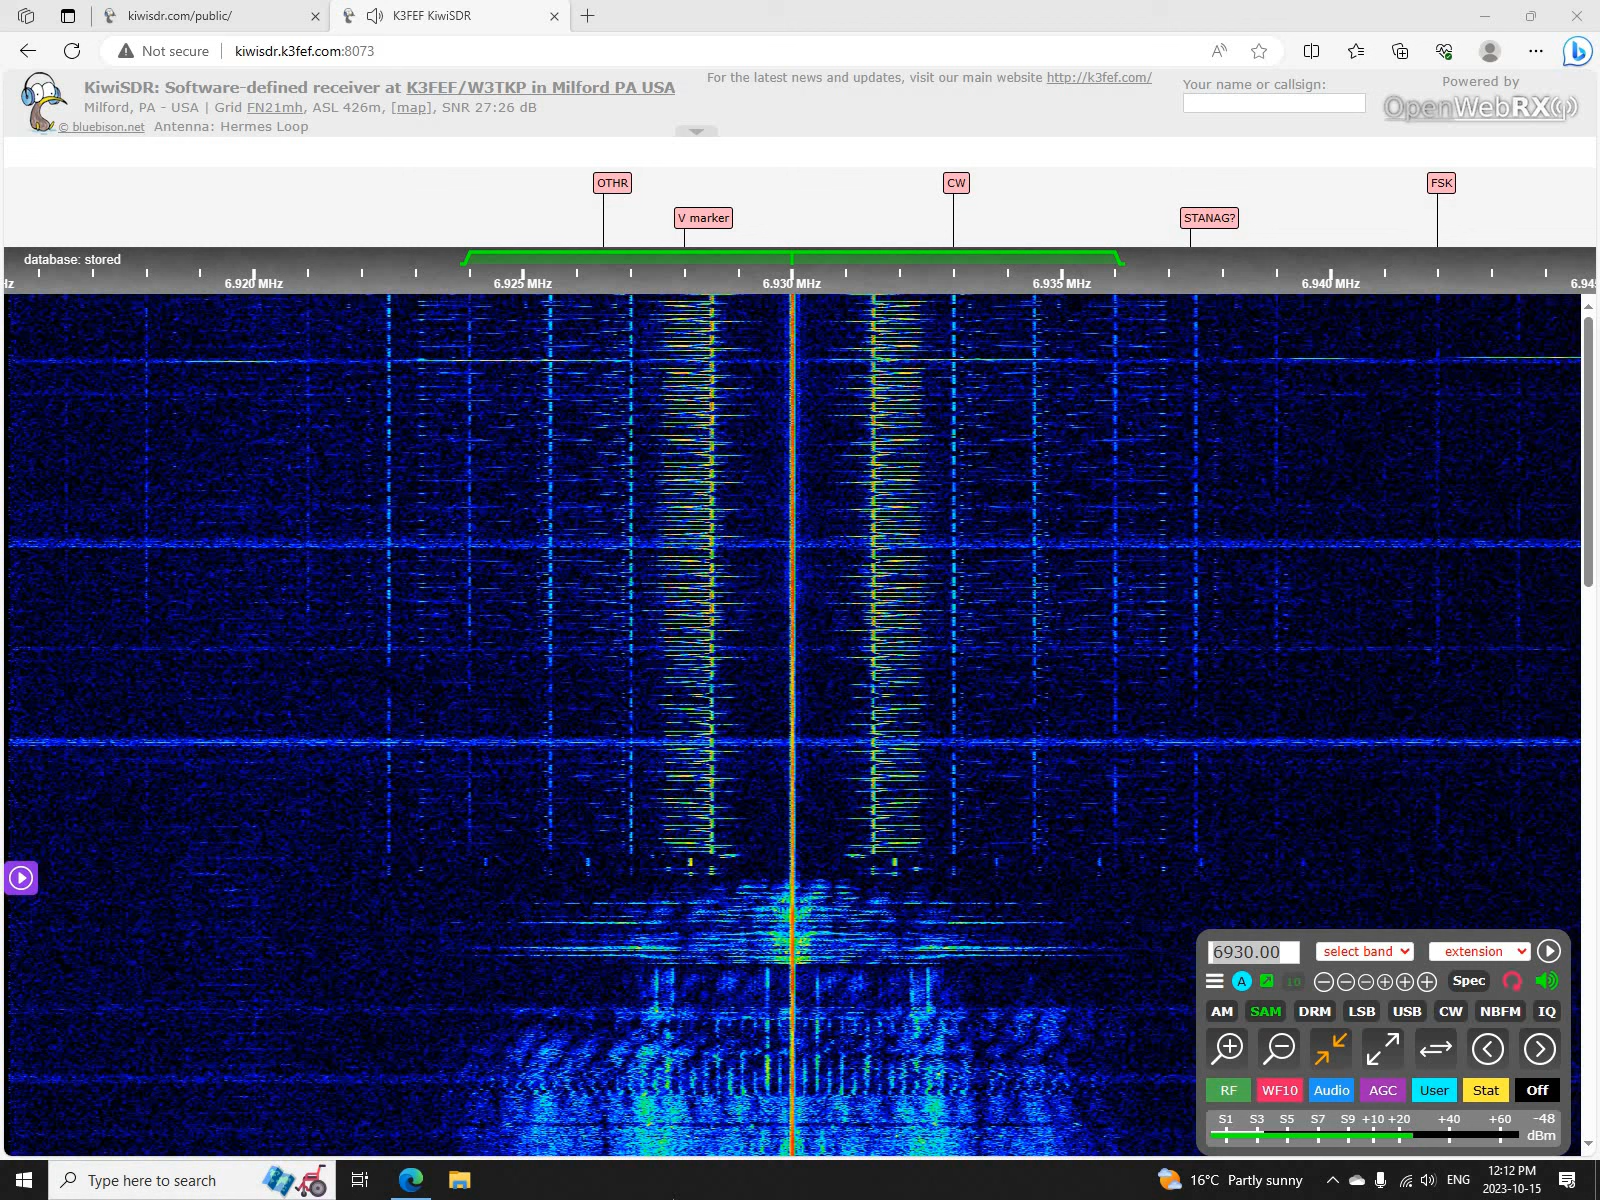 kiwisdr.com/public/
K3FEF KiwiSDR
Not secure
kiwisdr.k3fef.com:8073
KiwiSDR: Software-defined receiver at K3FEF/W3TKP in Milford PA USA
Milford, PA - USA | Grid FN21mh, ASL 426m, [map], SNR 27:26 dB
© bluebison.net Antenna: Hermes Loop
For the latest news and updates, visit our main website http://k3fef.com/
Your name or callsign:
Powered by
OpenWebRX
OTHR
CW
FSK
V marker
STANAG?
database: stored
Hz
6.920 MHz
6.925 MHz
6.930 MHz
6.935 MHz
6.940 MHz
6.945
6930.00
select band
extension
A
10
Spec
AM SAM DRM LSB USB CW NBFM IQ
RF WF10 Audio AGC User Stat Off
S1 S3 S5 S7 S9 +10 +20 +40 +60 -48
dBm
Type here to search
16°C Partly sunny
ENG
12:12 PM
2023-10-15